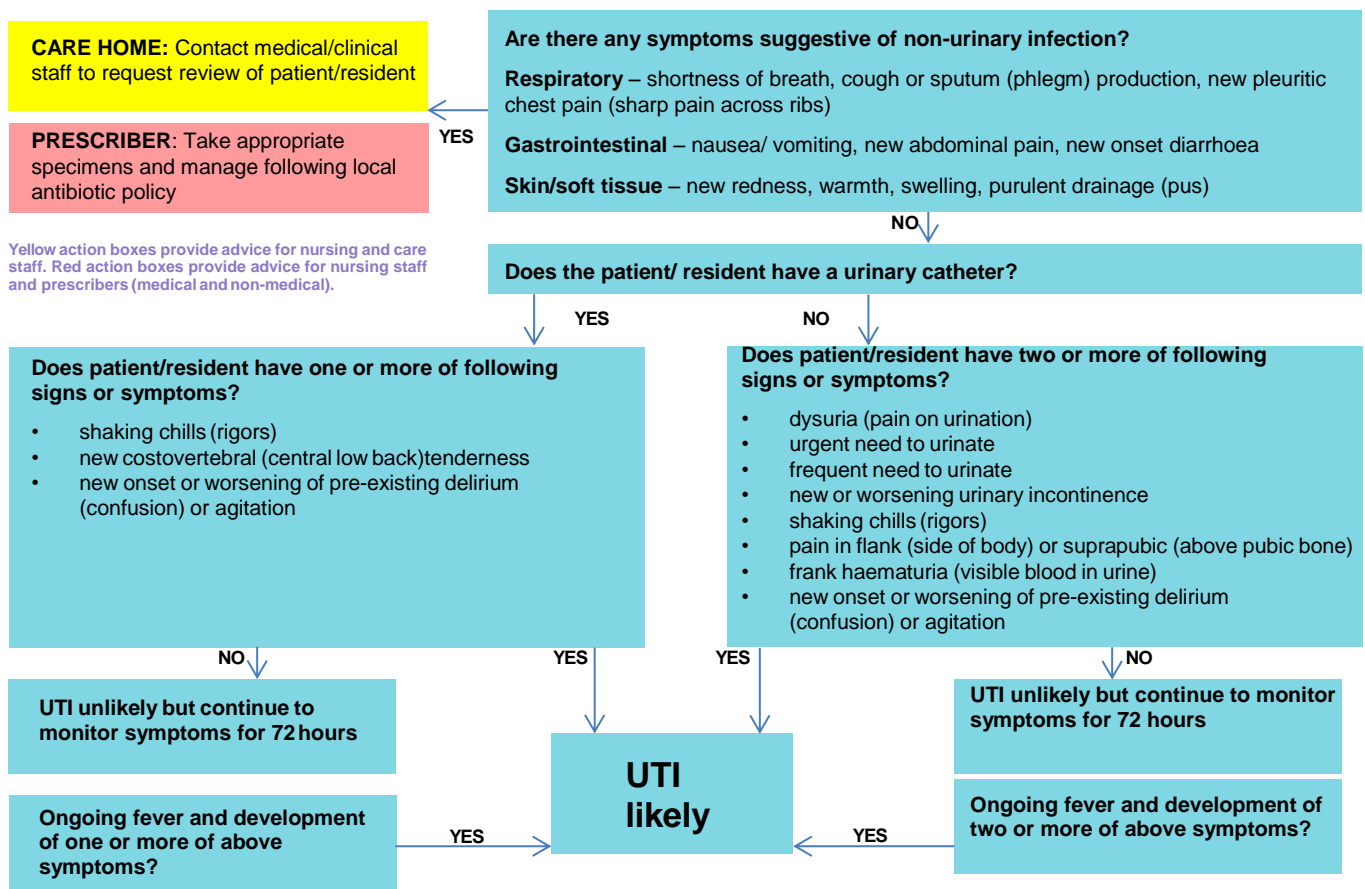 CARE HOME: Contact medical/clinical
staff to request review of patient/resident
PRESCRIBER: Take appropriate
specimens and manage following local
antibiotic policy
Yellow action boxes provide advice for nursing and care
staff. Red action boxes provide advice for nursing staff
and prescribers (medical and non-medical).
Are there any symptoms suggestive of non-urinary infection?
Respiratory – shortness of breath, cough or sputum (phlegm) production, new pleuritic
chest pain (sharp pain across ribs)
Gastrointestinal – nausea/ vomiting, new abdominal pain, new onset diarrhoea
Skin/soft tissue – new redness, warmth, swelling, purulent drainage (pus)
YES
NO
Does the patient/ resident have a urinary catheter?
YES
NO
Does patient/resident have one or more of following
signs or symptoms?
• shaking chills (rigors)
• new costovertebral (central low back)tenderness
• new onset or worsening of pre-existing delirium
(confusion) or agitation
Does patient/resident have two or more of following
signs or symptoms?
• dysuria (pain on urination)
• urgent need to urinate
• frequent need to urinate
• new or worsening urinary incontinence
• shaking chills (rigors)
• pain in flank (side of body) or suprapubic (above pubic bone)
• frank haematuria (visible blood in urine)
• new onset or worsening of pre-existing delirium
(confusion) or agitation
NO
YES
YES
NO
UTI unlikely but continue to
monitor symptoms for 72 hours
UTI
likely
UTI unlikely but continue to monitor
symptoms for 72 hours
Ongoing fever and development
of one or more of above
symptoms?
YES
YES
Ongoing fever and development of
two or more of above symptoms?